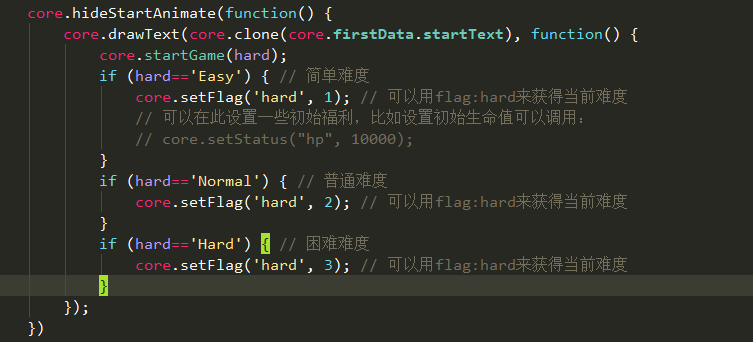 core.hideStartAnimate(function() {
    core.drawText(core.clone(core.firstData.startText), function() {
        core.startGame(hard);
        if (hard=='Easy') { // 简单难度
            core.setFlag('hard', 1); // 可以用flag:hard来获得当前难度
            // 可以在此设置一些初始福利，比如设置初始生命值可以调用：
            // core.setStatus("hp", 10000);
        }
        if (hard=='Normal') { // 普通难度
            core.setFlag('hard', 2); // 可以用flag:hard来获得当前难度
        }
        if (hard=='Hard') { // 困难难度
            core.setFlag('hard', 3); // 可以用flag:hard来获得当前难度
        }
    });
})